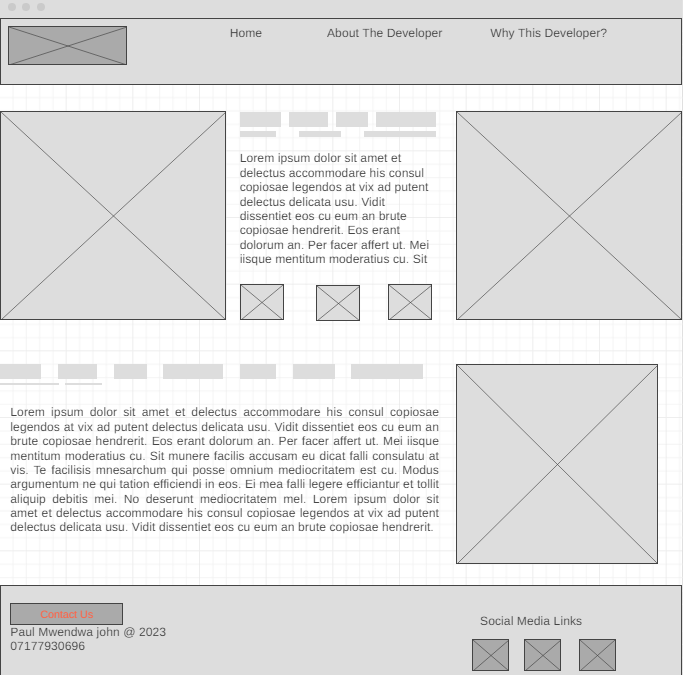 Home About The Developer Why This Developer?
Lorem ipsum dolor sit amet et
delectus accommodare his consul
copiosae legendos at vix ad putent
delectus delicata usu. Vidit
dissentiet eos cu eum an brute
copiosae hendrerit. Eos erant
dolorum an. Per facer affert ut. Mei
iisque mentitum moderatius cu. Sit
Lorem ipsum dolor sit amet et delectus accommodare his consul copiosae
legendos at vix ad putent delectus delicata usu. Vidit dissentiet eos cu eum an
brute copiosae hendrerit. Eos erant dolorum an. Per facer affert ut. Mei iisque
mentitum moderatius cu. Sit munere facilis accusam eu dicat falli consulatu at
vis. Te facilisis mnesarchum qui posse omnium mediocritatem est cu. Modus
argumentum ne qui tation efficiendi in eos. Ei mea falli legere efficiantur et tollit
aliquip debitis mei. No deserunt mediocritatem mel. Lorem ipsum dolor sit
amet et delectus accommodare his consul copiosae legendos at vix ad putent
delectus delicata usu. Vidit dissentiet eos cu eum an brute copiosae hendrerit.
Contact Us
Paul Mwendwa john @ 2023
07177930696
Social Media Links